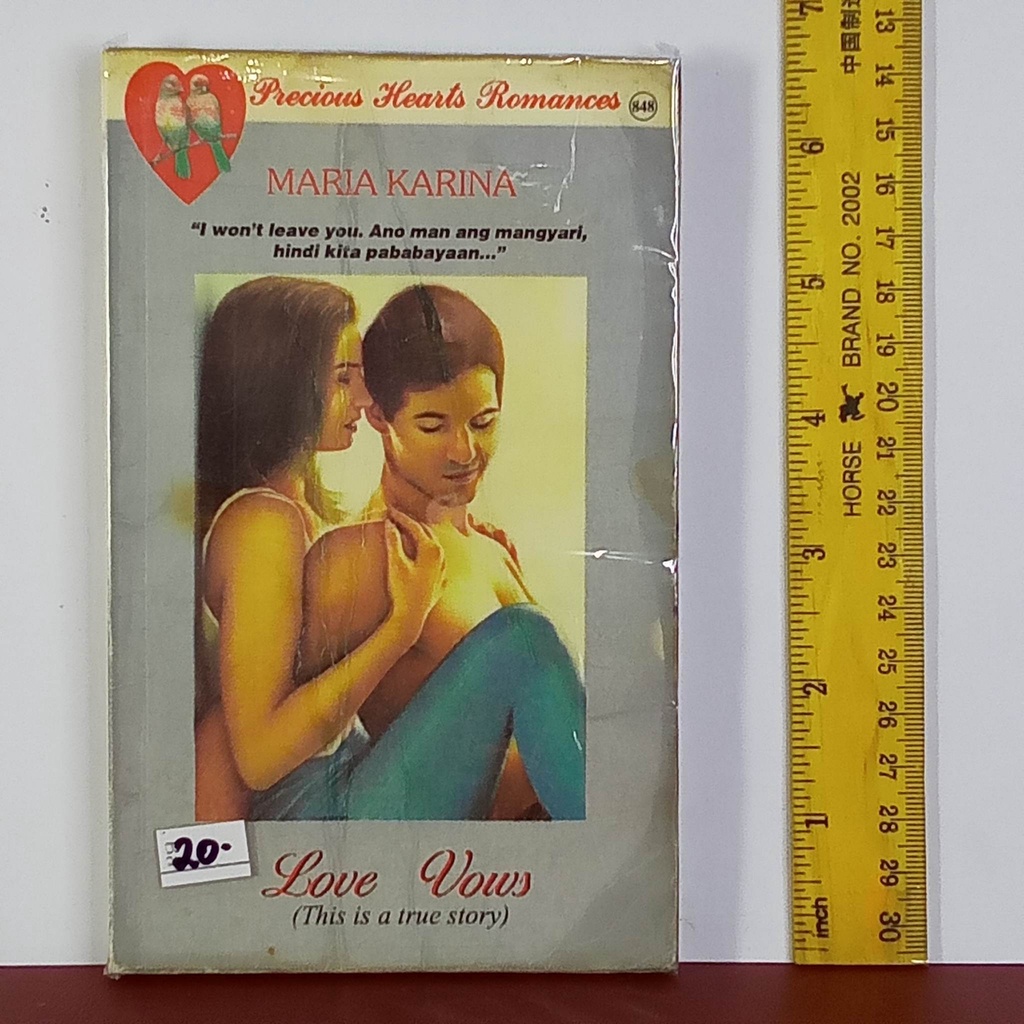 Precious Hearts Romances 848
MARIA KARINA
"I won't leave you. Ano man ang mangyari,
hindi kita pababayaan..."
20.
Love Vows
(This is a true story)
7 6 5 4 3 2 1 inch
中国制造
HORSE BRAND NO. 2002
13 14 15 16 17 18 19 20 21 22 23 24 25 26 27 28 29 30